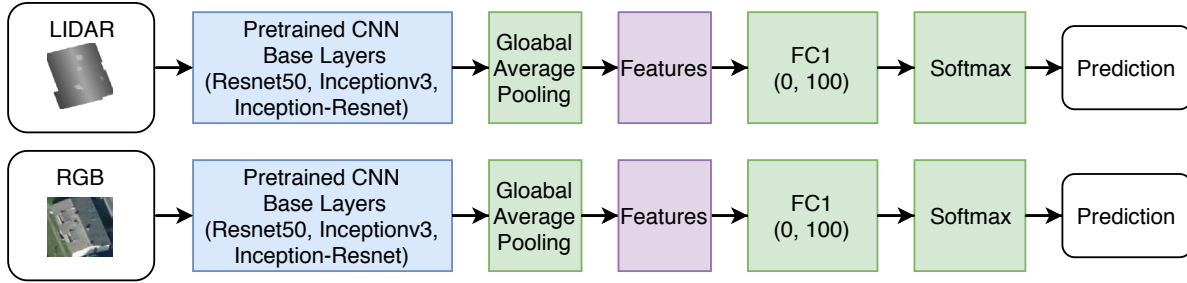 LIDAR
Pretrained CNN
Base Layers
(Resnet50, Inceptionv3,
Inception-Resnet)
Gloabal
Average
Pooling
Features
FC1
(0, 100)
Softmax
Prediction
RGB
Pretrained CNN
Base Layers
(Resnet50, Inceptionv3,
Inception-Resnet)
Gloabal
Average
Pooling
Features
FC1
(0, 100)
Softmax
Prediction